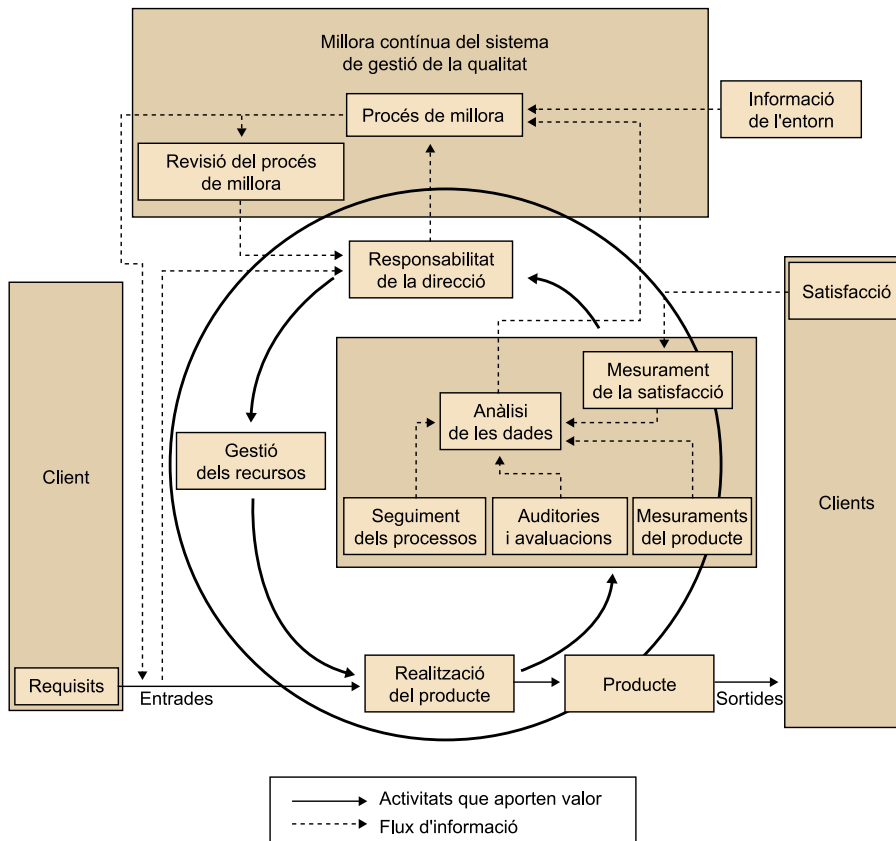 Millora contínua del sistema
de gestió de la qualitat
Procés de millora
Informació
de l'entorn
Revisió del procés
de millora
Responsabilitat
de la direcció
Satisfacció
Mesurament
de la satisfacció
Anàlisi
de les dades
Gestió
dels recursos
Client
Clients
Seguiment
dels processos
Auditories
i avaluacions
Mesuraments
del producte
Requisits
Entrades
Realització
del producte
Producte
Sortides
Activitats que aporten valor
Flux d'informació